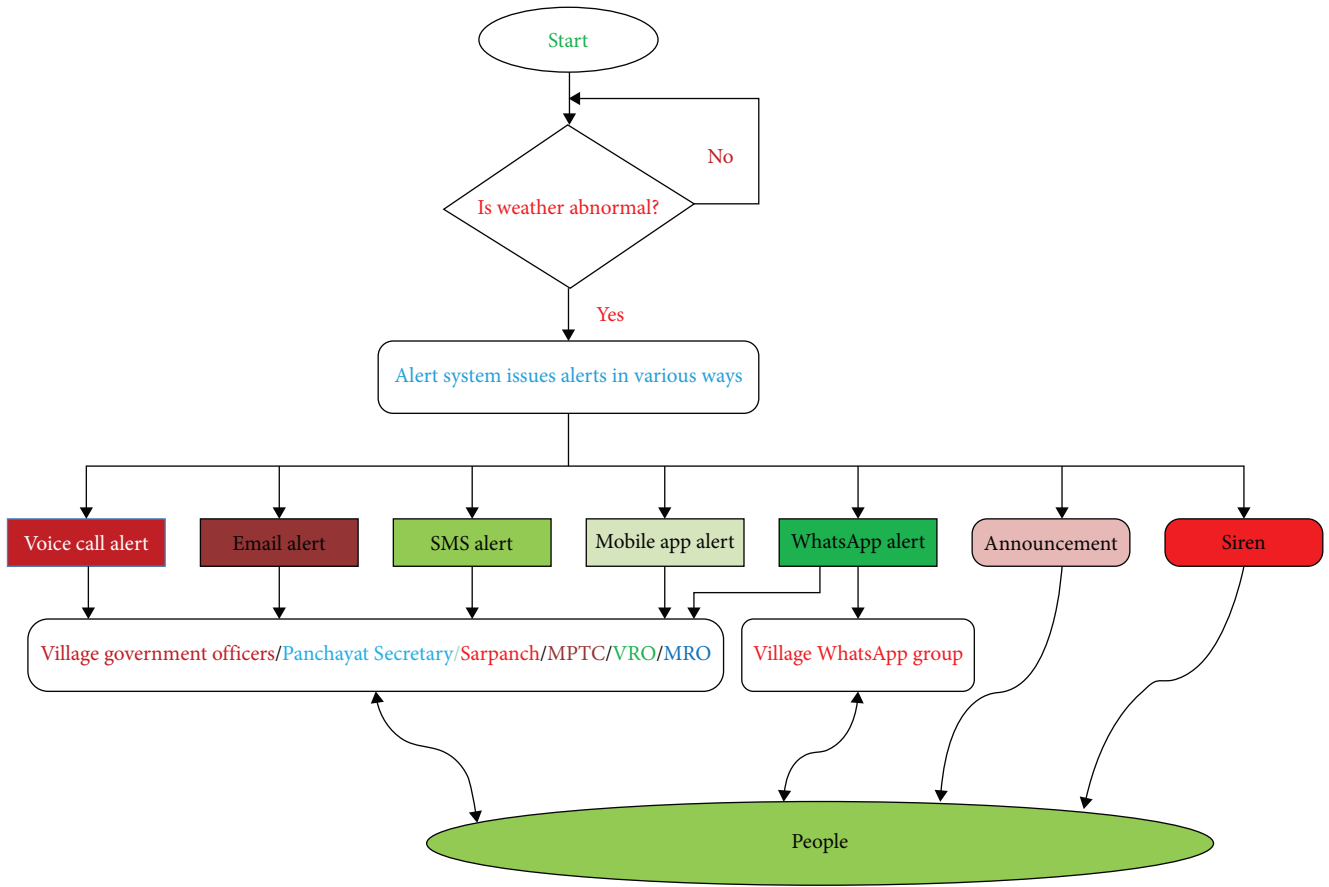 Start
No
Is weather abnormal?
Yes
Alert system issues alerts in various ways
Voice call alert
Email alert
SMS alert
Mobile app alert
WhatsApp alert
Announcement
Siren
Village government officers/Panchayat Secretary/Sarpanch/MPTC/VRO/MRO
Village WhatsApp group
People